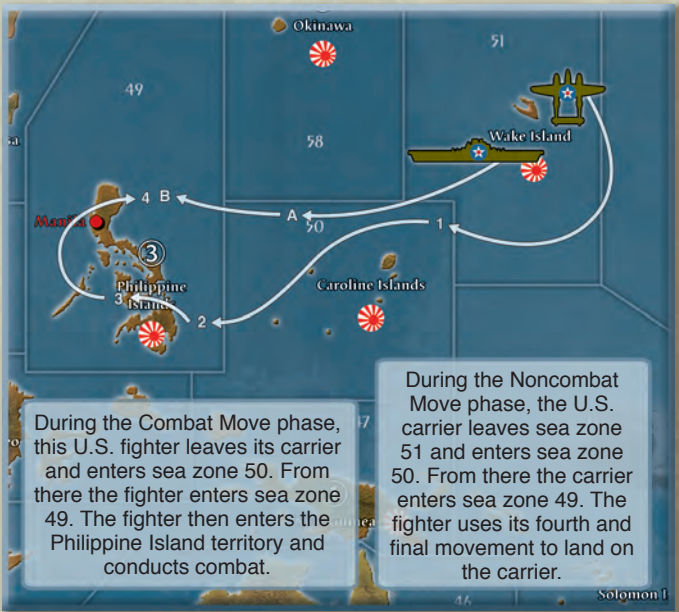 Okinawa
51
49
Wake Island
58
4 B
A
50
1
Manila
3
Philippine
Islands
3
2
Caroline Islands
During the Combat Move phase,
this U.S. fighter leaves its carrier
and enters sea zone 50. From
there the fighter enters sea zone
49. The fighter then enters the
Philippine Island territory and
conducts combat.
During the Noncombat
Move phase, the U.S.
carrier leaves sea zone
51 and enters sea zone
50. From there the carrier
enters sea zone 49. The
fighter uses its fourth and
final movement to land on
the carrier.
47
46
Solomon I